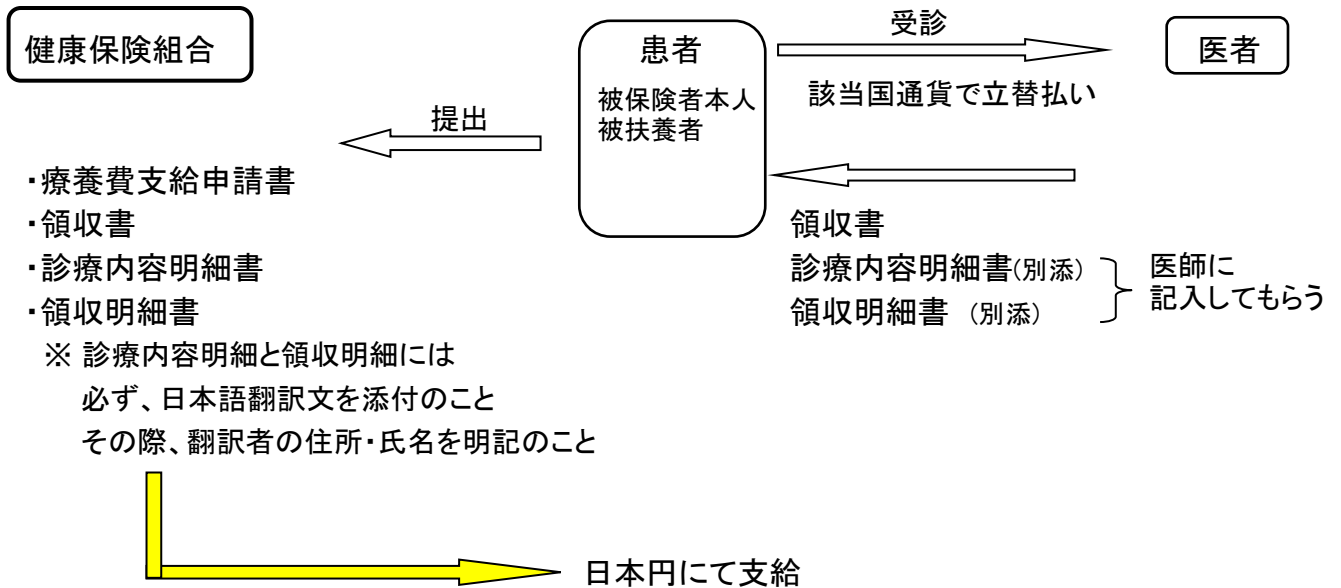 健康保険組合
患者
被保険者本人
被扶養者
受診
医者
該当国通貨で立替払い
提出
・療養費支給申請書
・領収書
・診療内容明細書
・領収明細書
※ 診療内容明細と領収明細には
必ず、日本語翻訳文を添付のこと
その際、翻訳者の住所・氏名を明記のこと
領収書
診療内容明細書(別添)
領収明細書 (別添)
医師に
記入してもらう
日本円にて支給